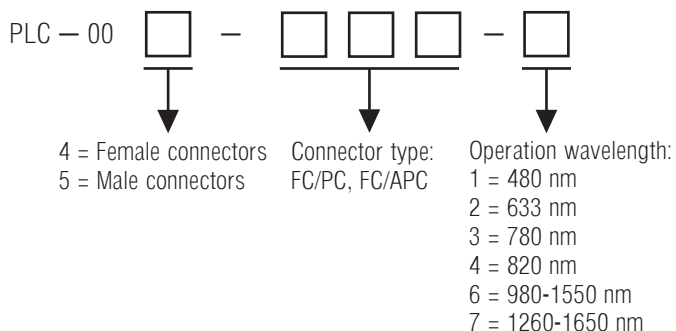 PLC – 00 – –
4 = Female connectors
5 = Male connectors
Connector type:
FC/PC, FC/APC
Operation wavelength:
1 = 480 nm
2 = 633 nm
3 = 780 nm
4 = 820 nm
6 = 980-1550 nm
7 = 1260-1650 nm